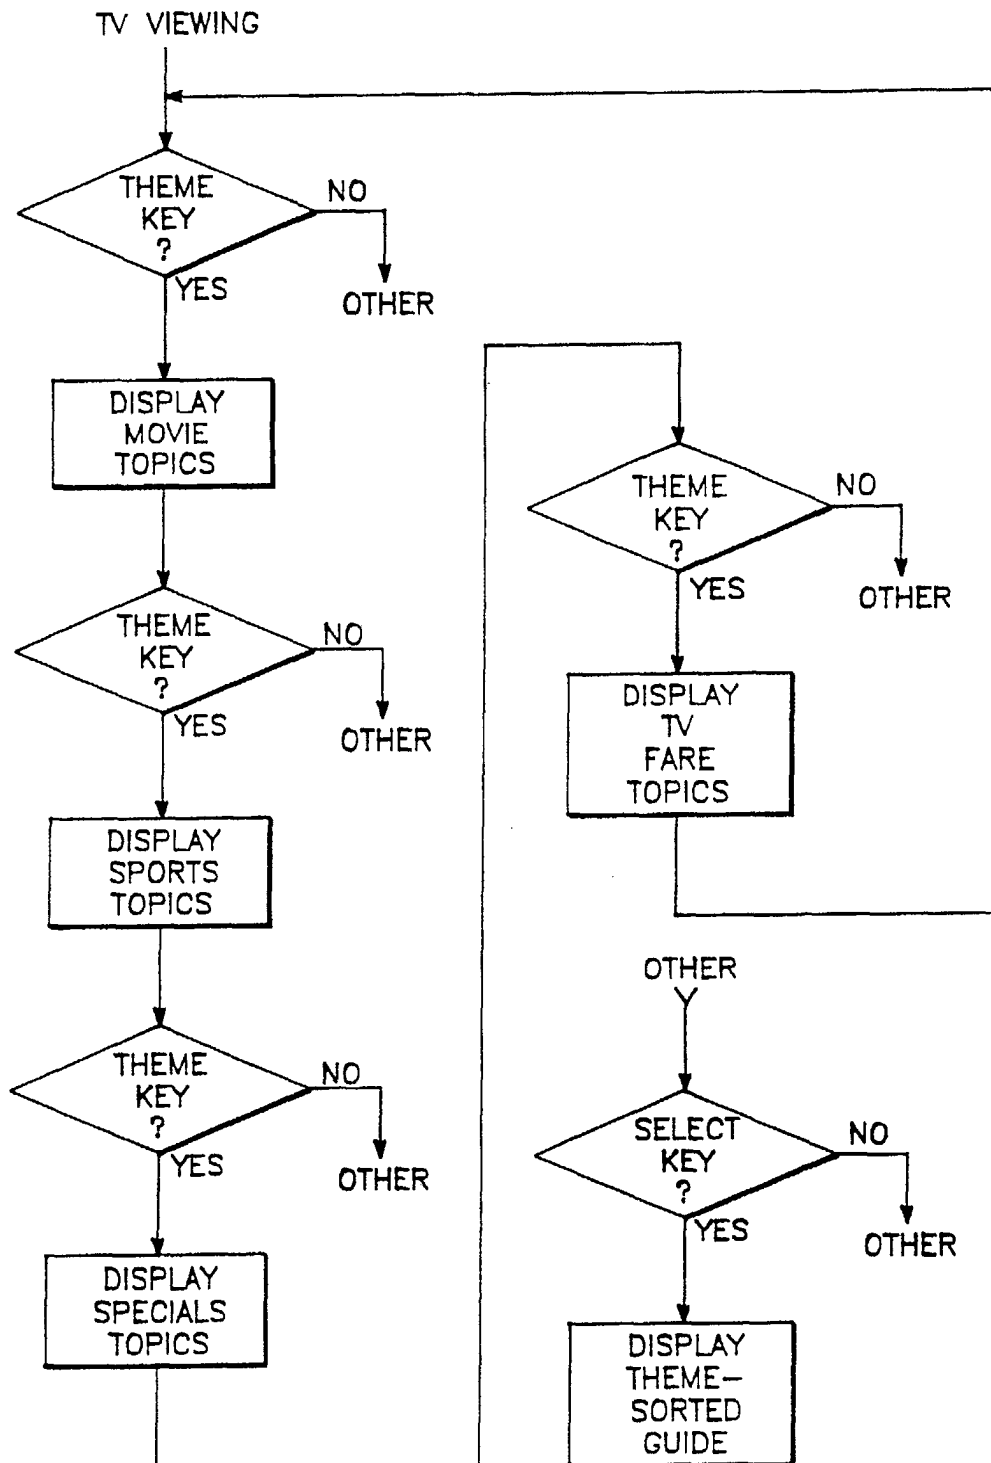 TV VIEWING
THEME
KEY
?
NO
YES
OTHER
DISPLAY
MOVIE
TOPICS
THEME
KEY
?
NO
YES
OTHER
DISPLAY
SPORTS
TOPICS
THEME
KEY
?
NO
YES
OTHER
DISPLAY
SPECIALS
TOPICS
THEME
KEY
?
NO
YES
OTHER
DISPLAY
TV
FARE
TOPICS
OTHER
SELECT
KEY
?
NO
YES
OTHER
DISPLAY
THEME-
SORTED
GUIDE